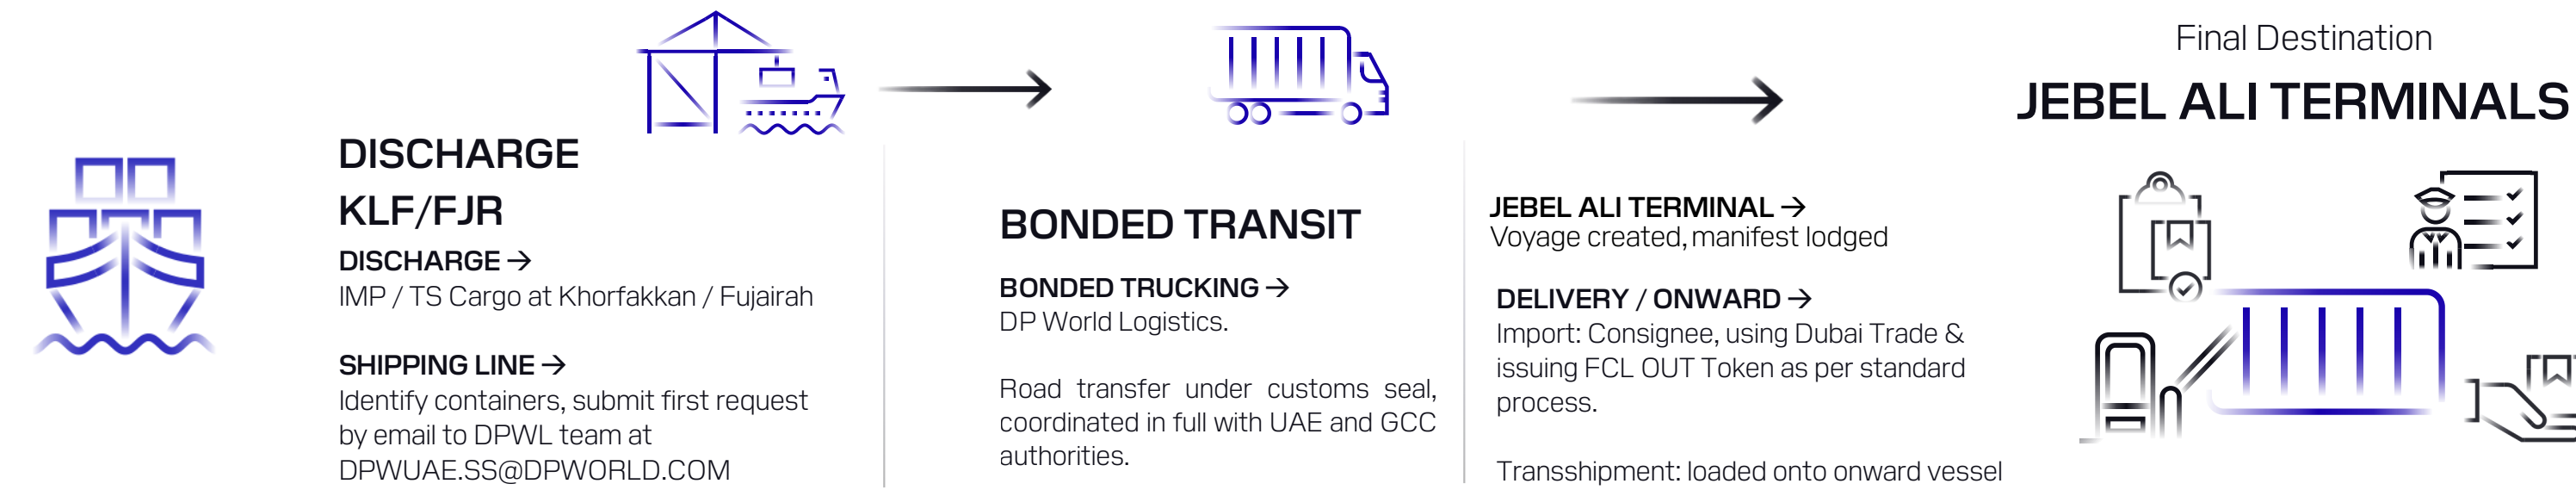 DISCHARGE
KLF/FJR
DISCHARGE →
IMP / TS Cargo at Khorfakkan / Fujairah
SHIPPING LINE →
Identify containers, submit first request
by email to DPWL team at
DPWUAE.SS@DPWORLD.COM
BONDED TRANSIT
BONDED TRUCKING →
DP World Logistics.
Road transfer under customs seal,
coordinated in full with UAE and GCC
authorities.
JEBEL ALI TERMINAL →
Voyage created, manifest lodged
DELIVERY / ONWARD →
Import: Consignee, using Dubai Trade &
issuing FCL OUT Token as per standard
process.
Transshipment: loaded onto onward vessel
Final Destination
JEBEL ALI TERMINALS